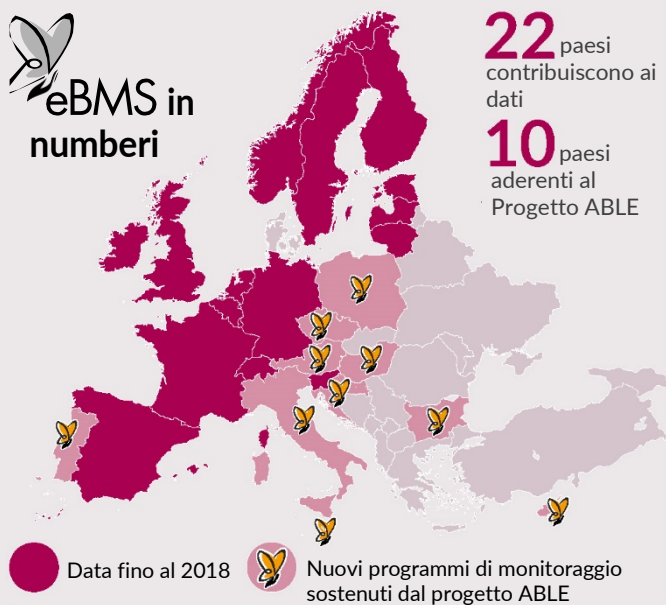 eBMS in
numberi
22 paesi
contribuiscono ai
dati
10 paesi
aderenti al
Progetto ABLE
Data fino al 2018
Nuovi programmi di monitoraggio
sostenuti dal progetto ABLE